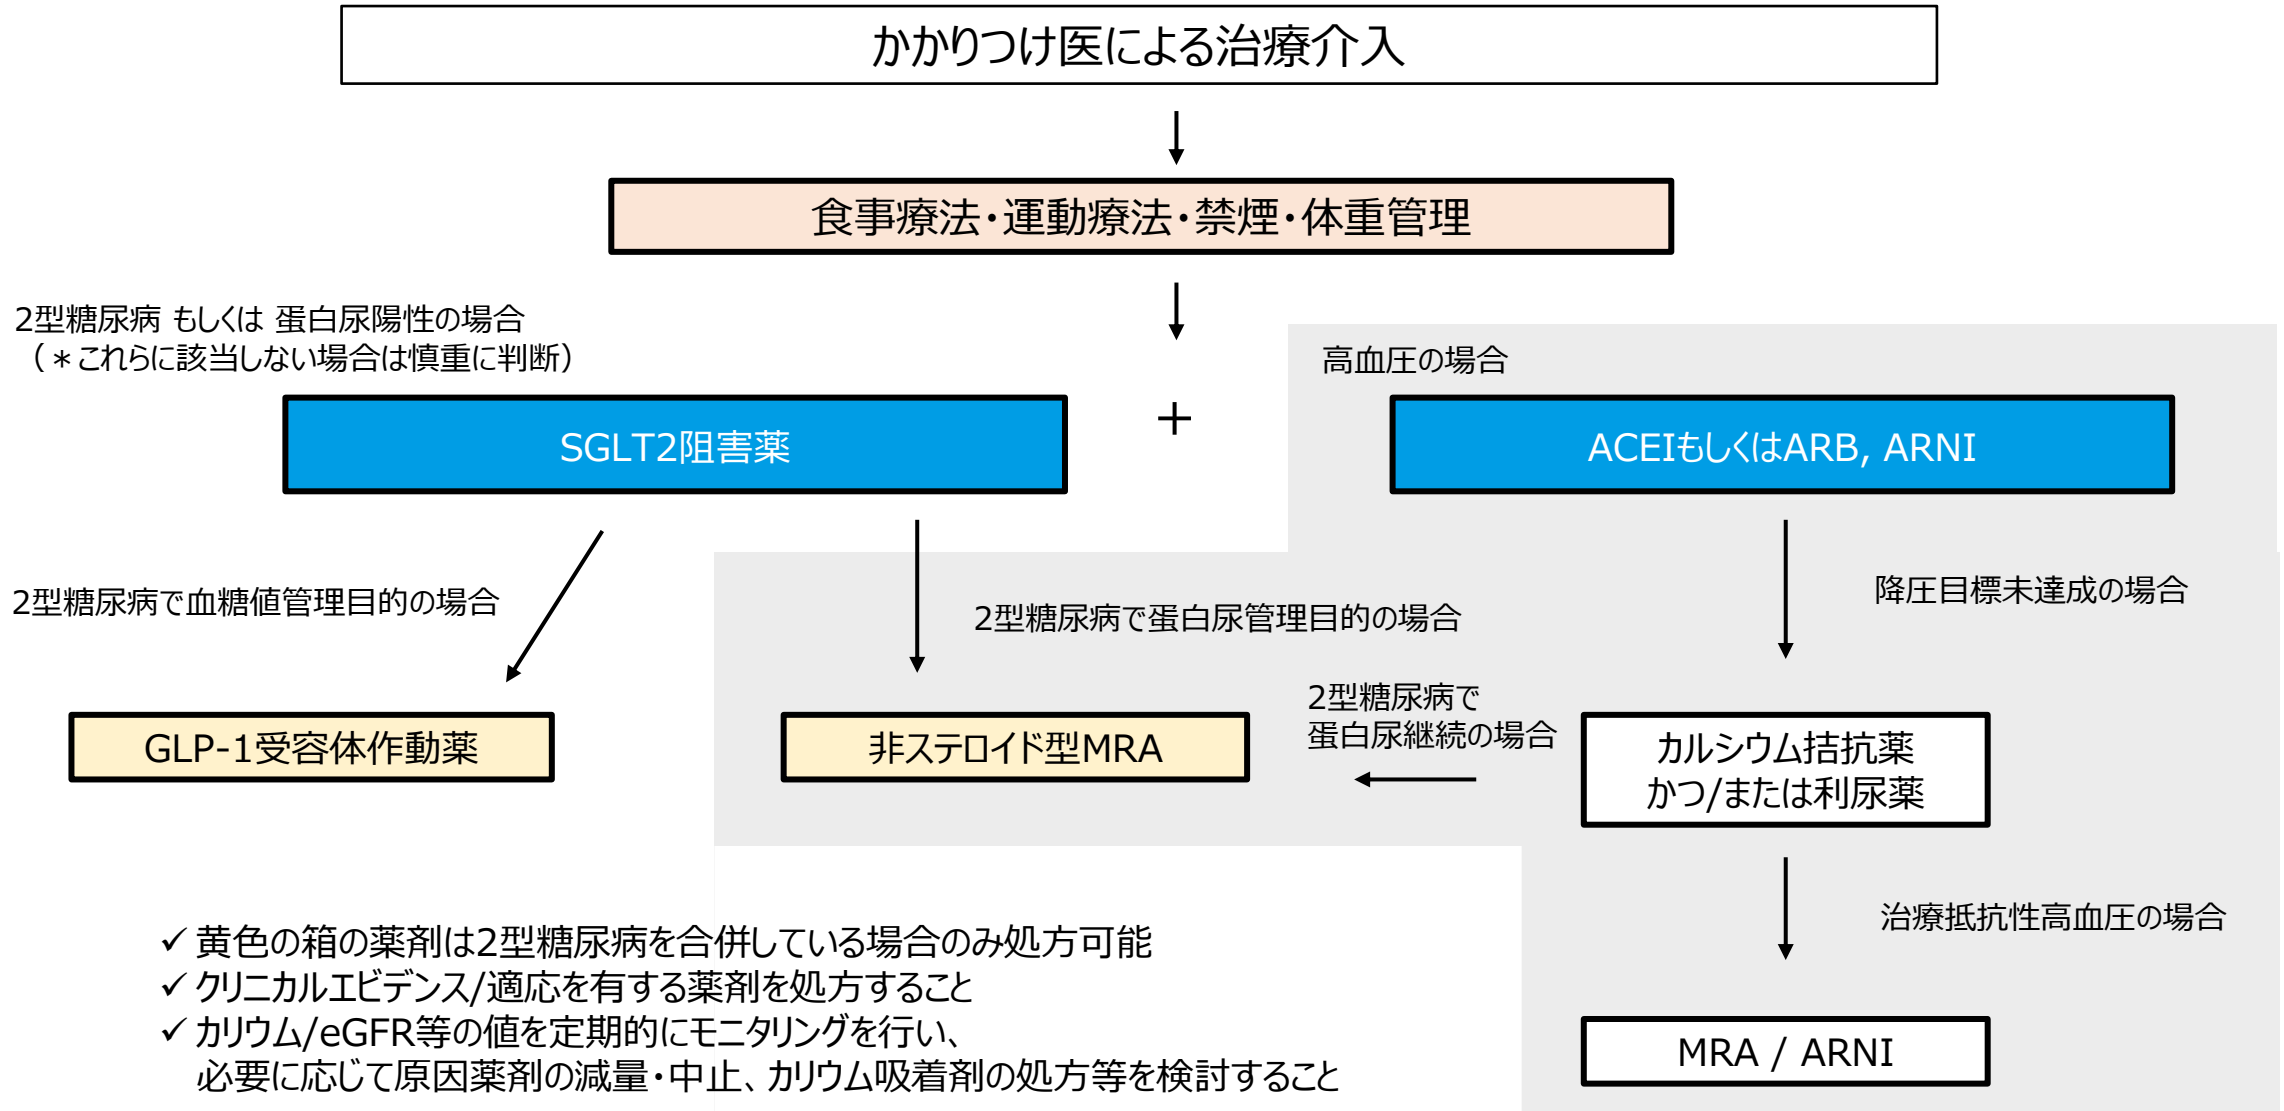 かかりつけ医による治療介入
食事療法・運動療法・禁煙・体重管理
2型糖尿病 もしくは 蛋白尿陽性の場合
（＊これらに該当しない場合は慎重に判断）
高血圧の場合
SGLT2阻害薬
＋
ACEIもしくはARB, ARNI
2型糖尿病で血糖値管理目的の場合
2型糖尿病で蛋白尿管理目的の場合
降圧目標未達成の場合
GLP-1受容体作動薬
非ステロイド型MRA
2型糖尿病で
蛋白尿継続の場合
カルシウム拮抗薬
かつ/または利尿薬
治療抵抗性高血圧の場合
MRA / ARNI
✓ 黄色の箱の薬剤は2型糖尿病を合併している場合のみ処方可能
✓ クリニカルエビデンス/適応を有する薬剤を処方すること
✓ カリウム/eGFR等の値を定期的にモニタリングを行い、
必要に応じて原因薬剤の減量・中止、カリウム吸着剤の処方等を検討すること